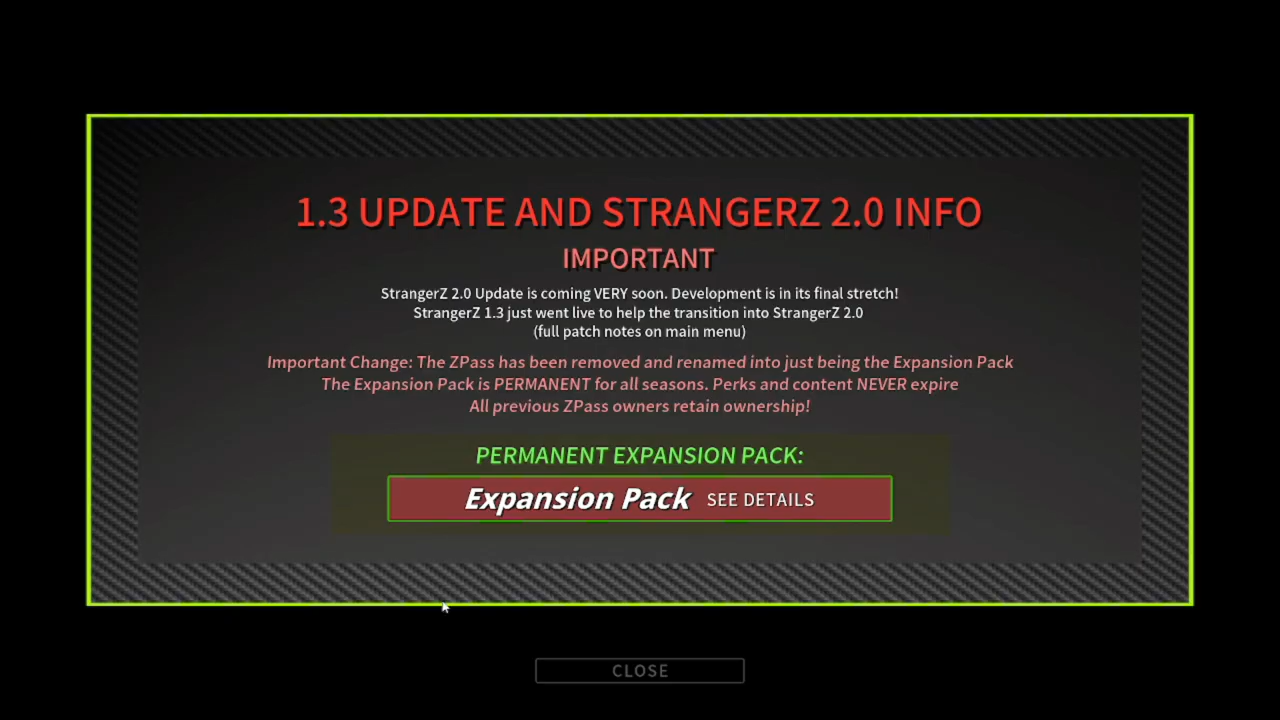 1.3 UPDATE AND STRANGERZ 2.0 INFO
IMPORTANT
StrangerZ 2.0 Update is coming VERY soon. Development is in its final stretch!
StrangerZ 1.3 just went live to help the transition into StrangerZ 2.0
(full patch notes on main menu)
Important Change: The ZPass has been removed and renamed into just being the Expansion Pack
The Expansion Pack is PERMANENT for all seasons. Perks and content NEVER expire
All previous ZPass owners retain ownership!
PERMANENT EXPANSION PACK:
Expansion Pack SEE DETAILS
CLOSE